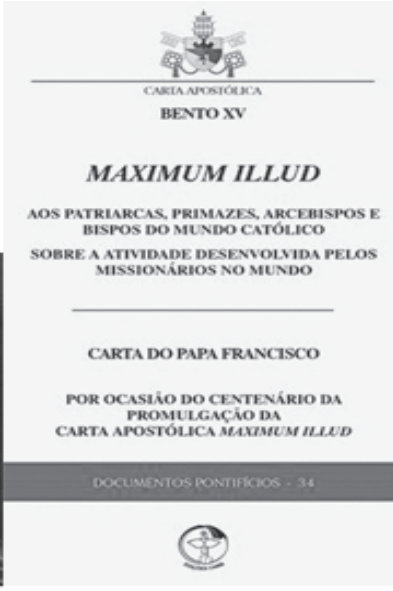 CARTA APOSTÓLICA
BENTO XV
MAXIMUM ILLUD
AOS PATRIARCAS, PRIMAZES, ARCEBISPOS E
BISPOS DO MUNDO CATÓLICO
SOBRE A ATIVIDADE DESENVOLVIDA PELOS
MISSIONÁRIOS NO MUNDO
CARTA DO PAPA FRANCISCO
POR OCASIÃO DO CENTENÁRIO DA
PROMULGAÇÃO DA
CARTA APOSTÓLICA MAXIMUM ILLUD
DOCUMENTOS PONTIFÍCIOS - 34